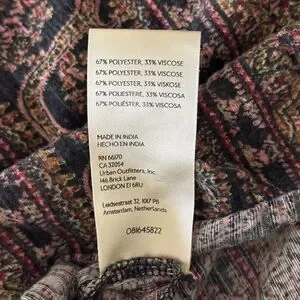 67% POLYESTER, 33% VISCOSE
67% POLYESTER, 33% VISCOSE
67% POLYESTER, 33% VISKOSE
67% POLIESTERE, 33% VISCOSA
67% POLIÉSTER, 33% VISCOSA
MADE IN INDIA
HECHO EN INDIA
RN 66170
CA 32054
Urban Outfitters, Inc.
146 Brick Lane
LONDON E1 6RU
Leidsestraat 32, 1017 PB
Amsterdam, Netherlands
OB1645822